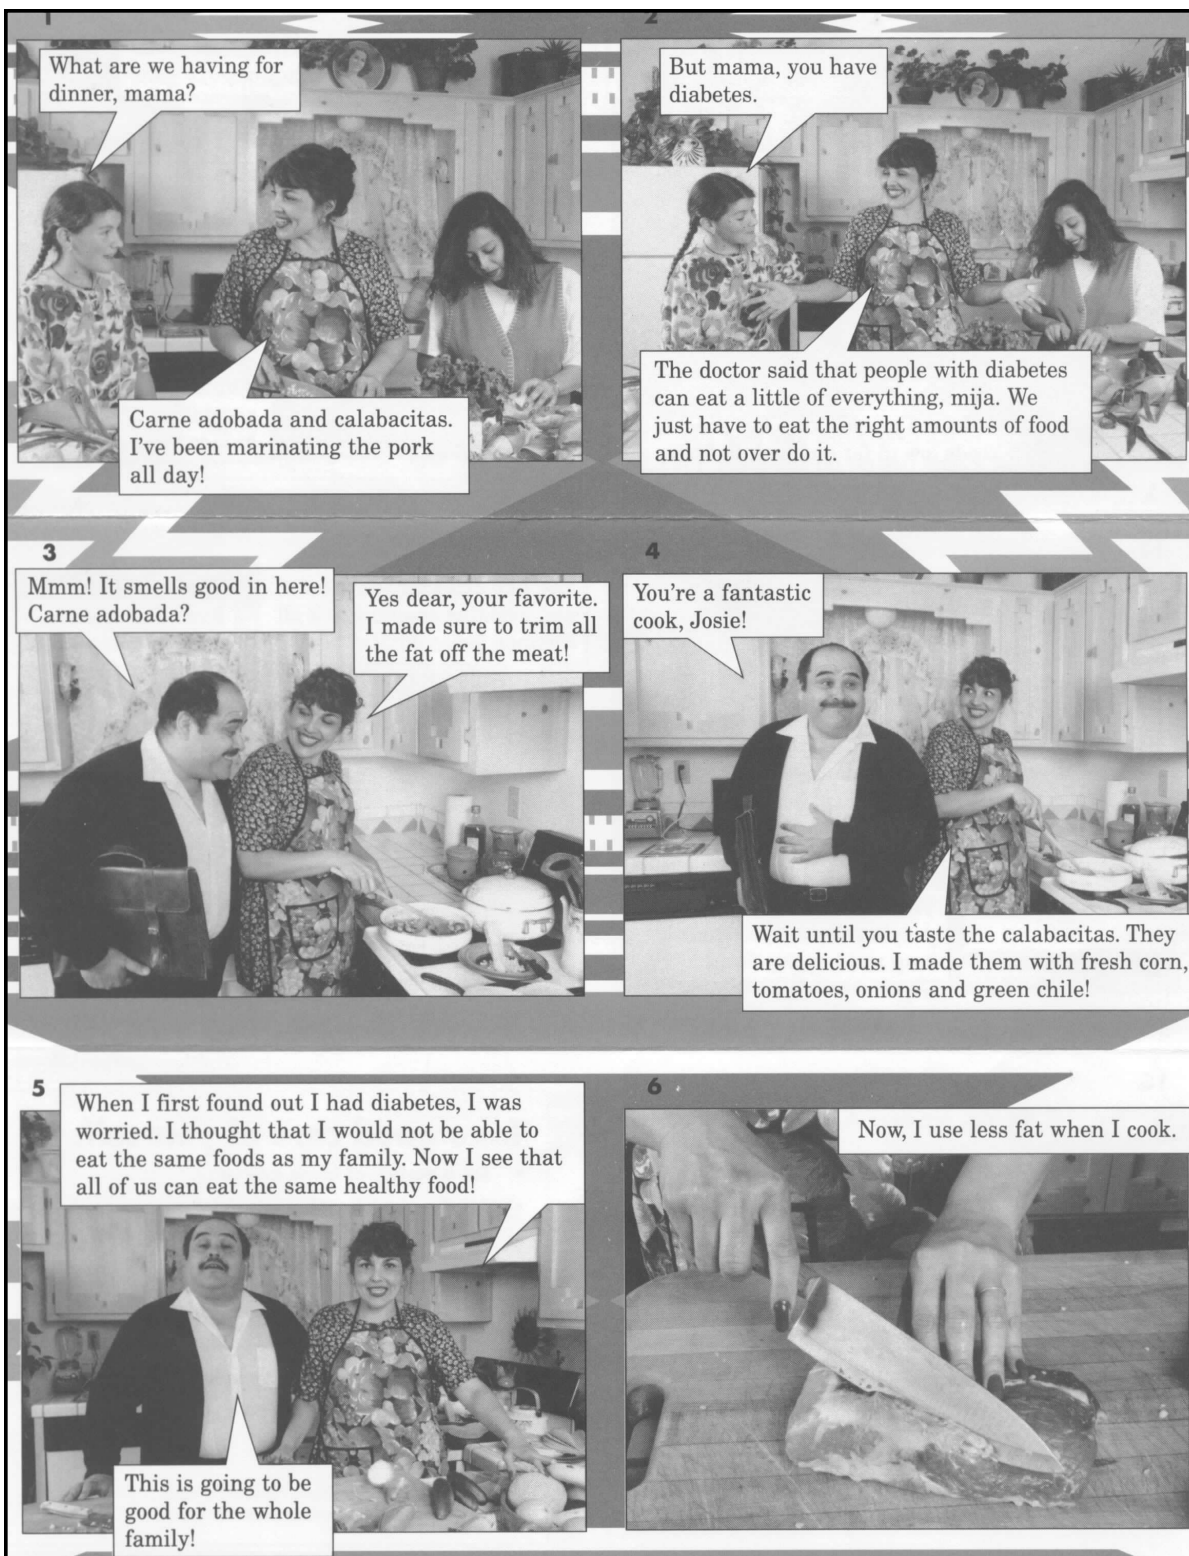 1
What are we having for
dinner, mama?
Carne adobada and calabacitas.
I've been marinating the pork
all day!
2
But mama, you have
diabetes.
The doctor said that people with diabetes
can eat a little of everything, mija. We
just have to eat the right amounts of food
and not over do it.
3
Mmm! It smells good in here!
Carne adobada?
Yes dear, your favorite.
I made sure to trim all
the fat off the meat!
4
You're a fantastic
cook, Josie!
Wait until you taste the calabacitas. They
are delicious. I made them with fresh corn,
tomatoes, onions and green chile!
5
When I first found out I had diabetes, I was
worried. I thought that I would not be able to
eat the same foods as my family. Now I see that
all of us can eat the same healthy food!
This is going to be
good for the whole
family!
6
Now, I use less fat when I cook.